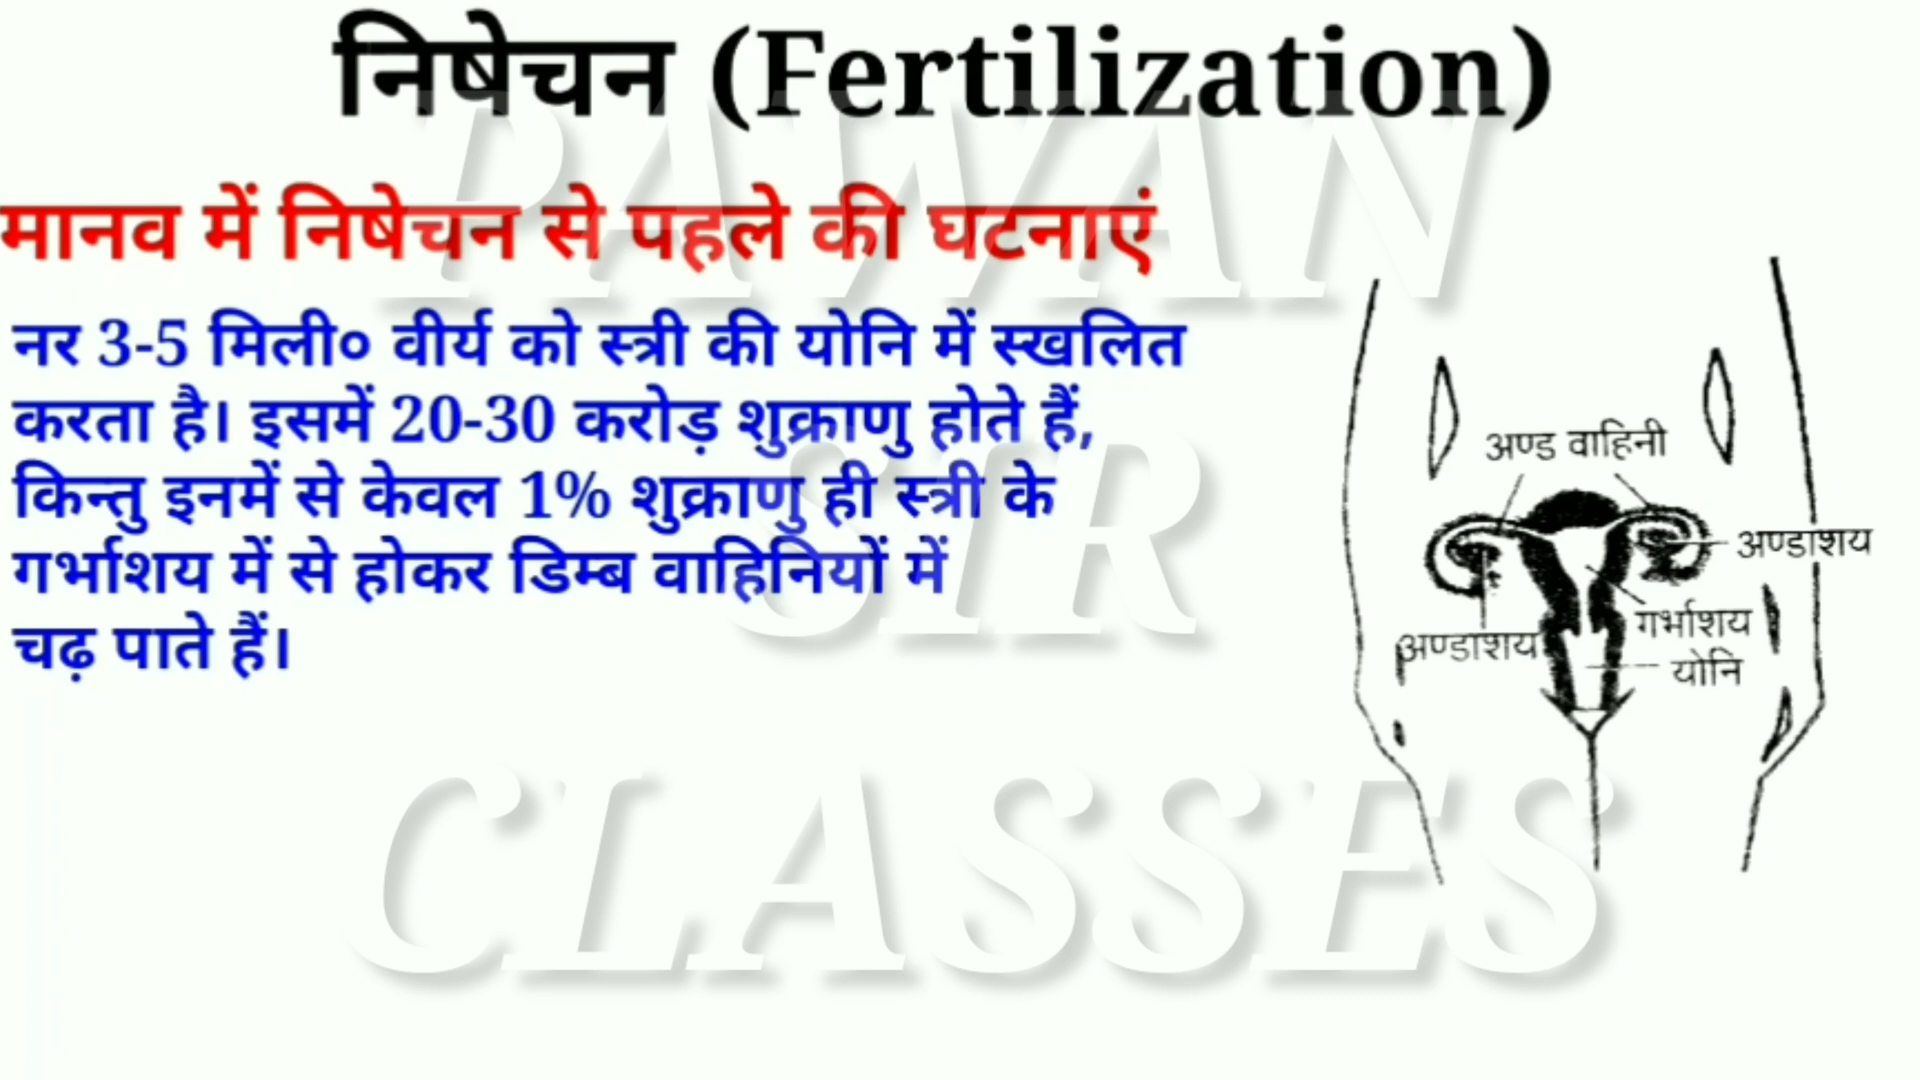 निषेचन (Fertilization)
मानव में निषेचन से पहले की घटनाएं
नर 3-5 मिली० वीर्य को स्त्री की योनि में स्खलित
करता है। इसमें 20-30 करोड़ शुक्राणु होते हैं,
किन्तु इनमें से केवल 1% शुक्राणु ही स्त्री के
गर्भाशय में से होकर डिम्ब वाहिनियों में
चढ़ पाते हैं।
अण्ड वाहिनी
अण्डाशय
गर्भाशय
अण्डाशय
योनि
PAWAN
SIR
CLASSES